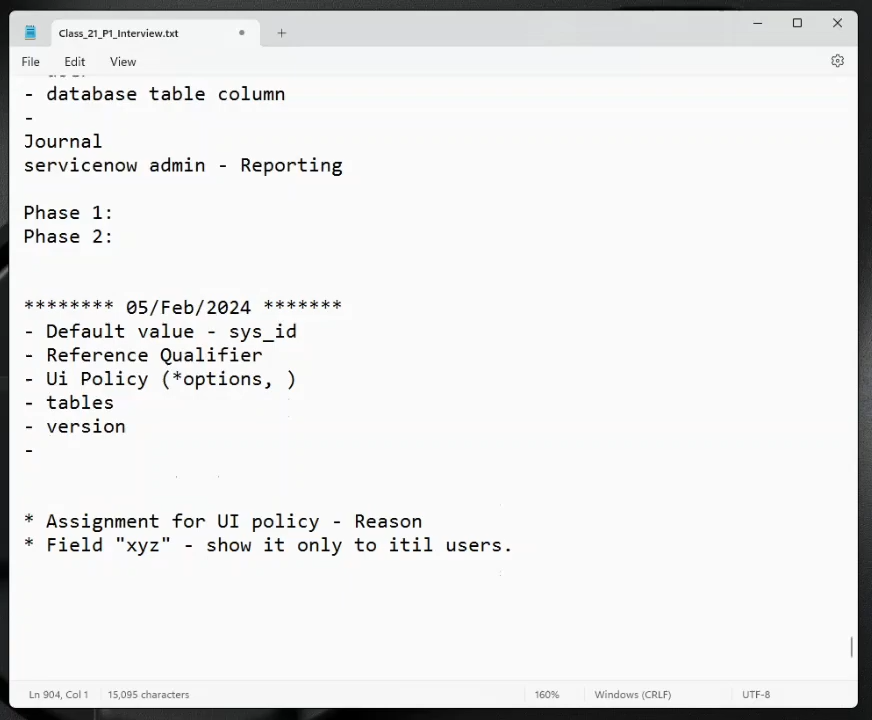 Class_21_P1_Interview.txt
File Edit View
- database table column
-
Journal
servicenow admin - Reporting
Phase 1:
Phase 2:
******** 05/Feb/2024 *******
- Default value - sys_id
- Reference Qualifier
- Ui Policy (*options, )
- tables
- version
-
* Assignment for UI policy - Reason
* Field "xyz" - show it only to itil users.
Ln 904, Col 1 15,095 characters 160% Windows (CRLF) UTF-8